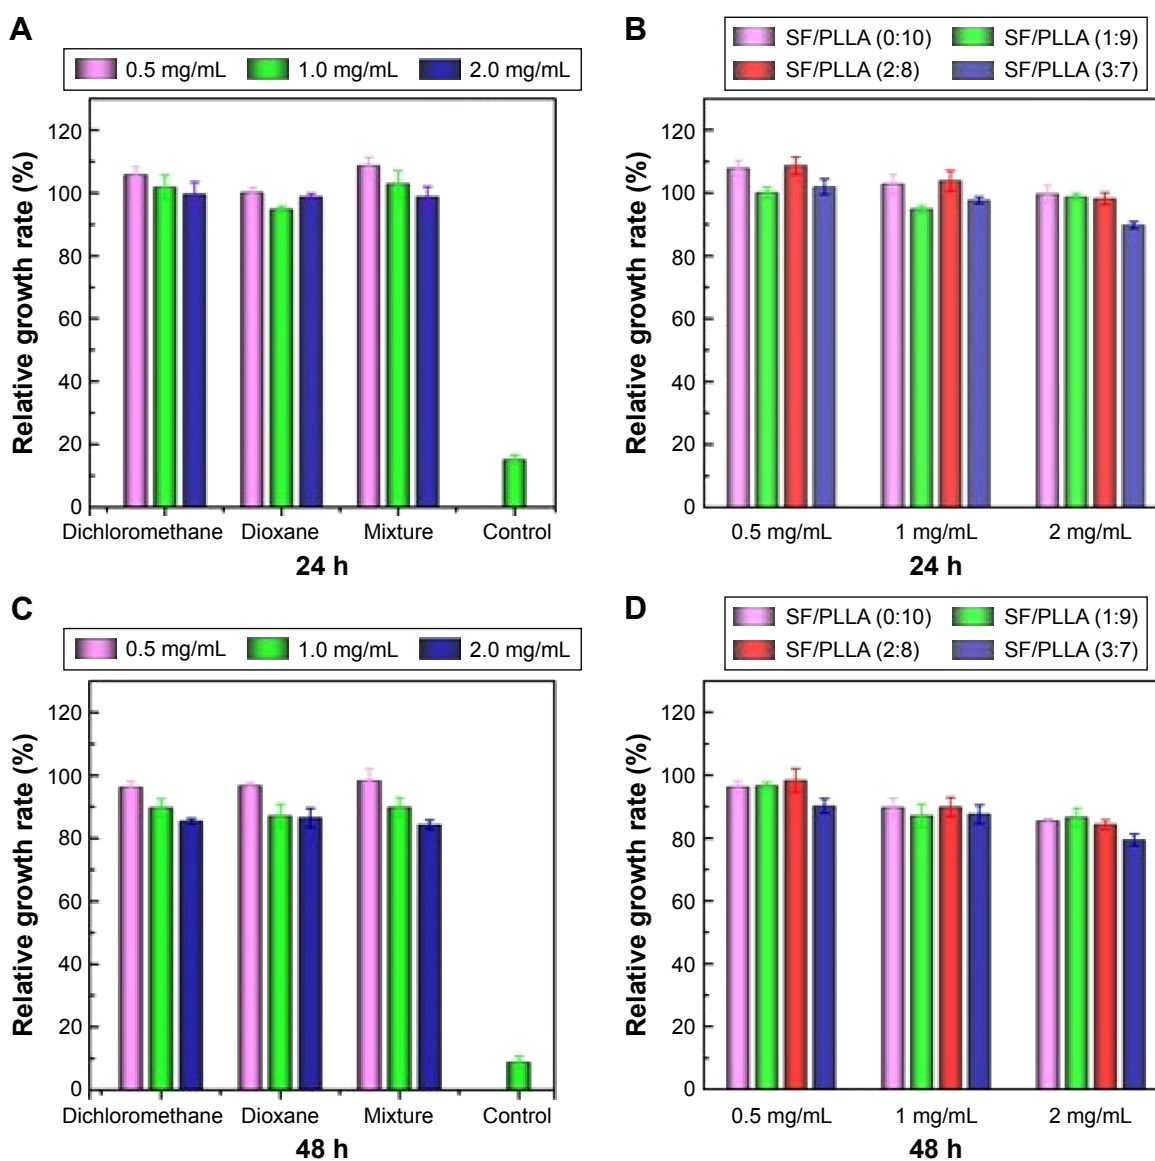 A
0.5 mg/mL 1.0 mg/mL 2.0 mg/mL
Relative growth rate (%)
120
100
80
60
40
20
0
Dichloromethane Dioxane Mixture Control
24 h
B
SF/PLLA (0:10) SF/PLLA (1:9)
SF/PLLA (2:8) SF/PLLA (3:7)
Relative growth rate (%)
120
100
80
60
40
20
0
0.5 mg/mL 1 mg/mL 2 mg/mL
24 h
C
0.5 mg/mL 1.0 mg/mL 2.0 mg/mL
Relative growth rate (%)
120
100
80
60
40
20
0
Dichloromethane Dioxane Mixture Control
48 h
D
SF/PLLA (0:10) SF/PLLA (1:9)
SF/PLLA (2:8) SF/PLLA (3:7)
Relative growth rate (%)
120
100
80
60
40
20
0
0.5 mg/mL 1 mg/mL 2 mg/mL
48 h